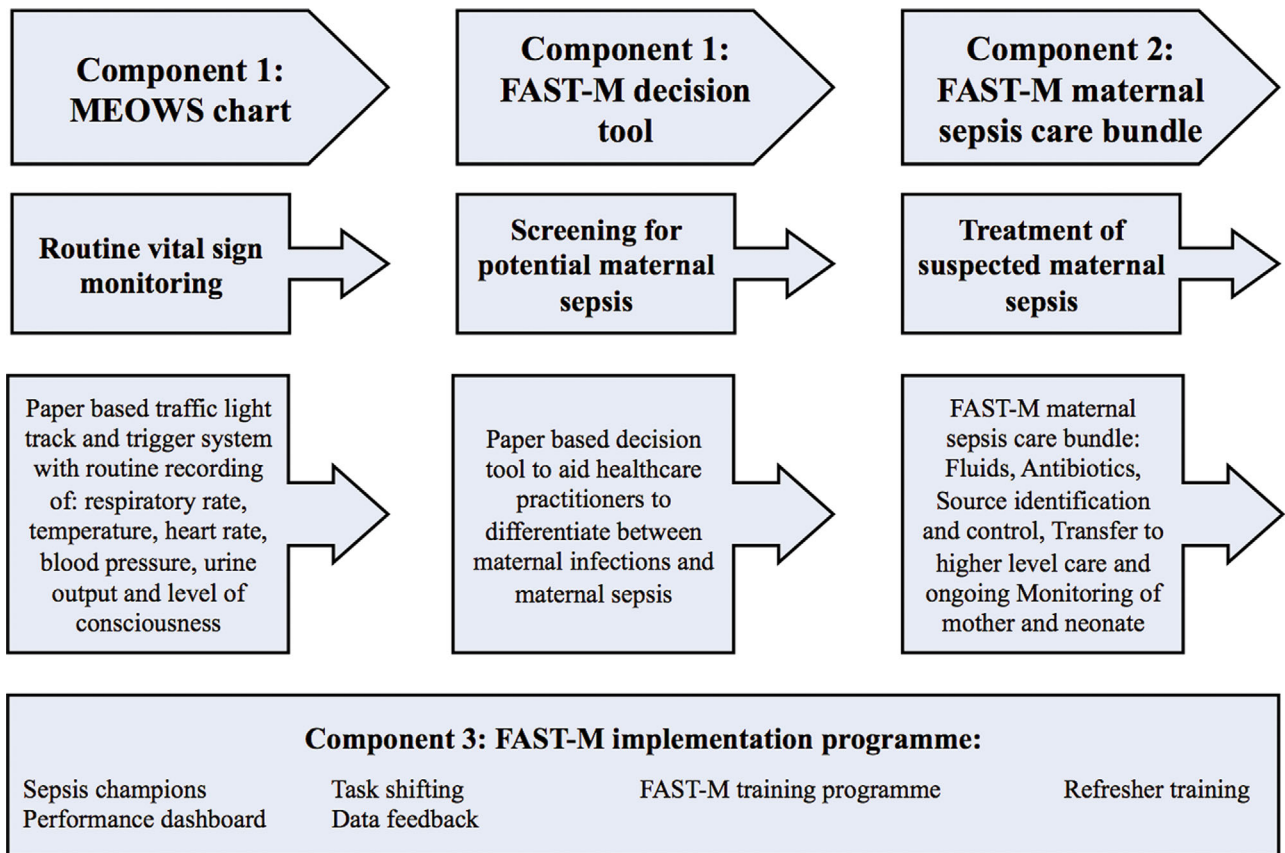 Component 1:
MEOWS chart
Component 1:
FAST-M decision
tool
Component 2:
FAST-M maternal
sepsis care bundle
Routine vital sign
monitoring
Screening for
potential maternal
sepsis
Treatment of
suspected maternal
sepsis
Paper based traffic light
track and trigger system
with routine recording
of: respiratory rate,
temperature, heart rate,
blood pressure, urine
output and level of
consciousness
Paper based decision
tool to aid healthcare
practitioners to
differentiate between
maternal infections and
maternal sepsis
FAST-M maternal
sepsis care bundle:
Fluids, Antibiotics,
Source identification
and control, Transfer to
higher level care and
ongoing Monitoring of
mother and neonate
Component 3: FAST-M implementation programme:
Sepsis champions Task shifting FAST-M training programme Refresher training
Performance dashboard Data feedback